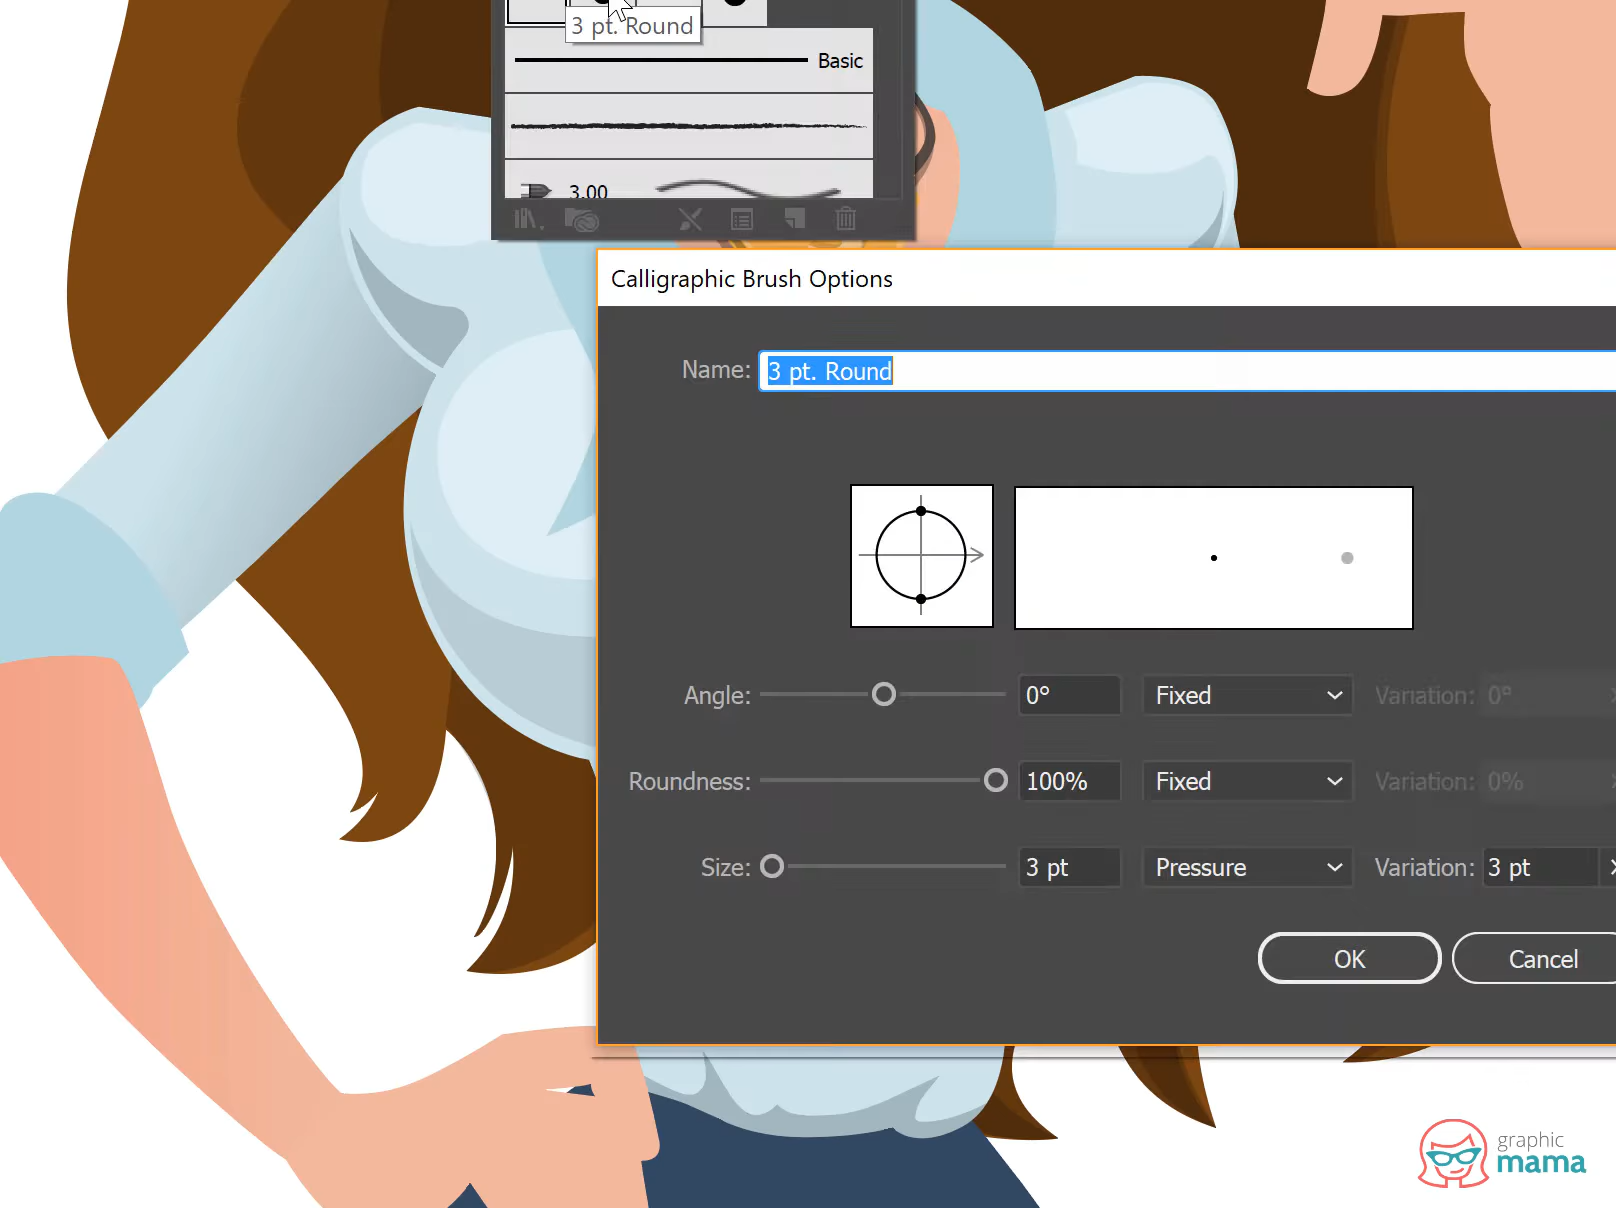 3 pt. Round
Basic
3.00
Calligraphic Brush Options
Name: 3 pt. Round
Angle: 0° Fixed Variation: 0°
Roundness: 100% Fixed Variation: 0%
Size: 3 pt Pressure Variation: 3 pt
OK Cancel
graphic
mama